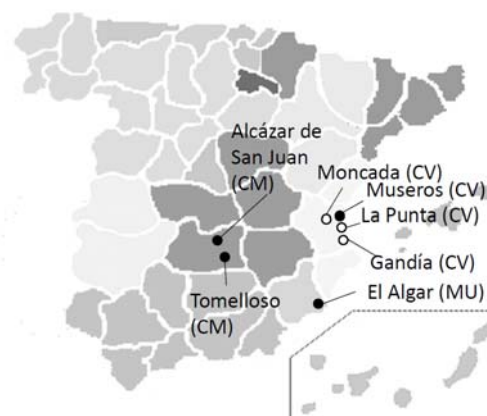 Alcázar de
San Juan
(CM)
Moncada (CV)
Museros (CV)
La Punta (CV)
Gandía (CV)
El Algar (MU)
Tomelloso
(CM)